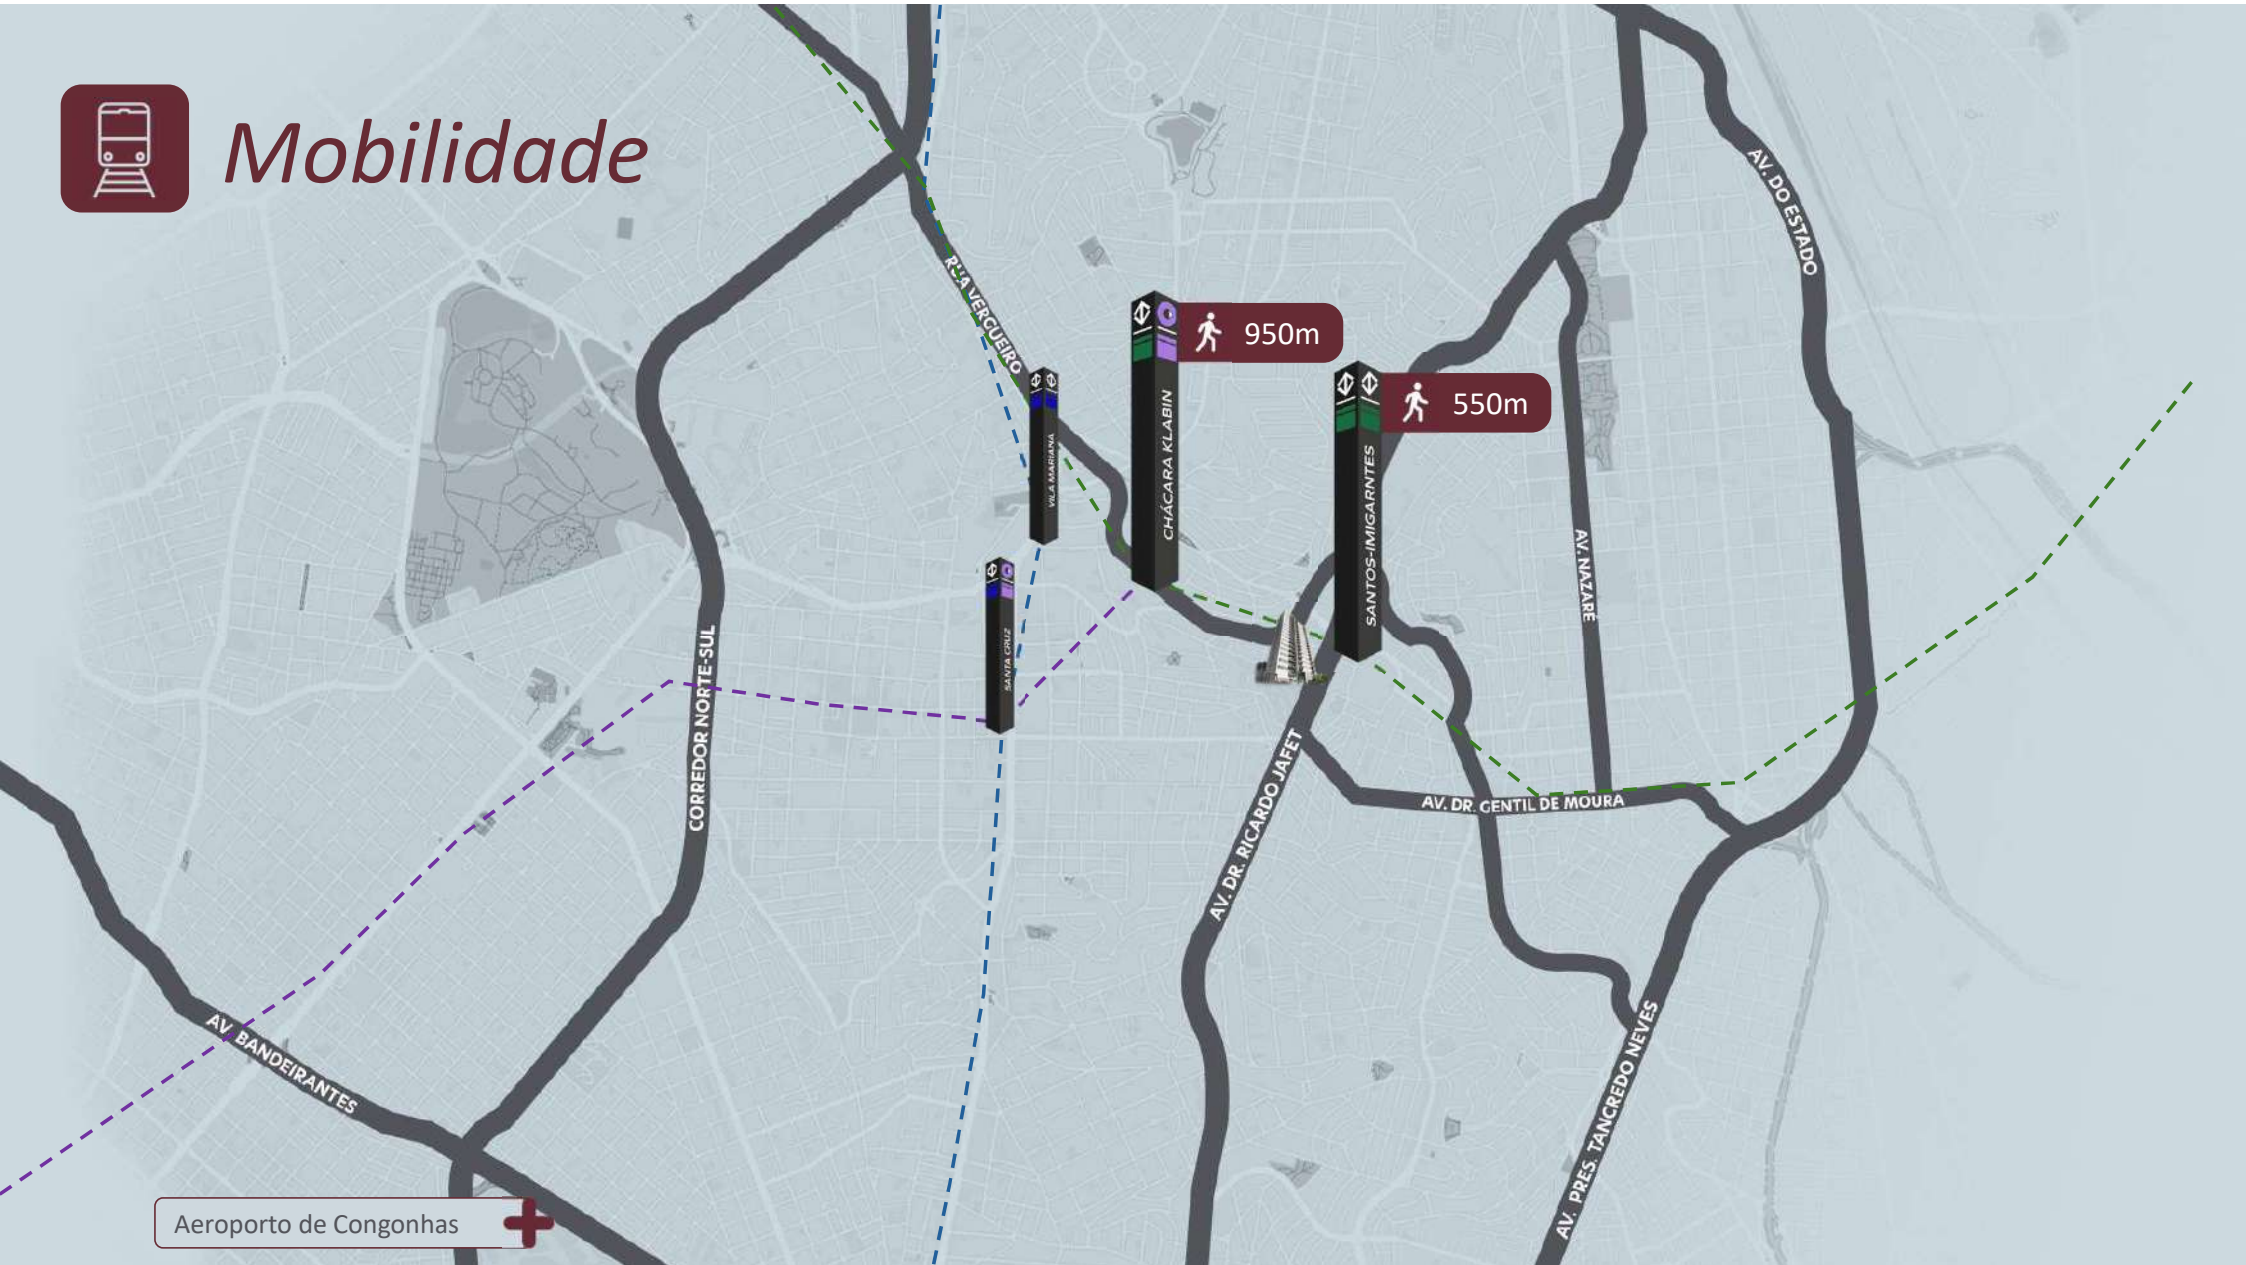 Mobilidade
AV. DO ESTADO
RUA VERGUEIRO
950m
CHÁCARA KLABIN
550m
SANTOS-IMIGARNTES
VILA MARIANA
SANTA CRUZ
AV. NAZARÉ
CORREDOR NORTE-SUL
AV. DR. RICARDO JAFET
AV. DR. GENTIL DE MOURA
AV. BANDEIRANTES
AV. PRES. TANCREDO NEVES
Aeroporto de Congonhas